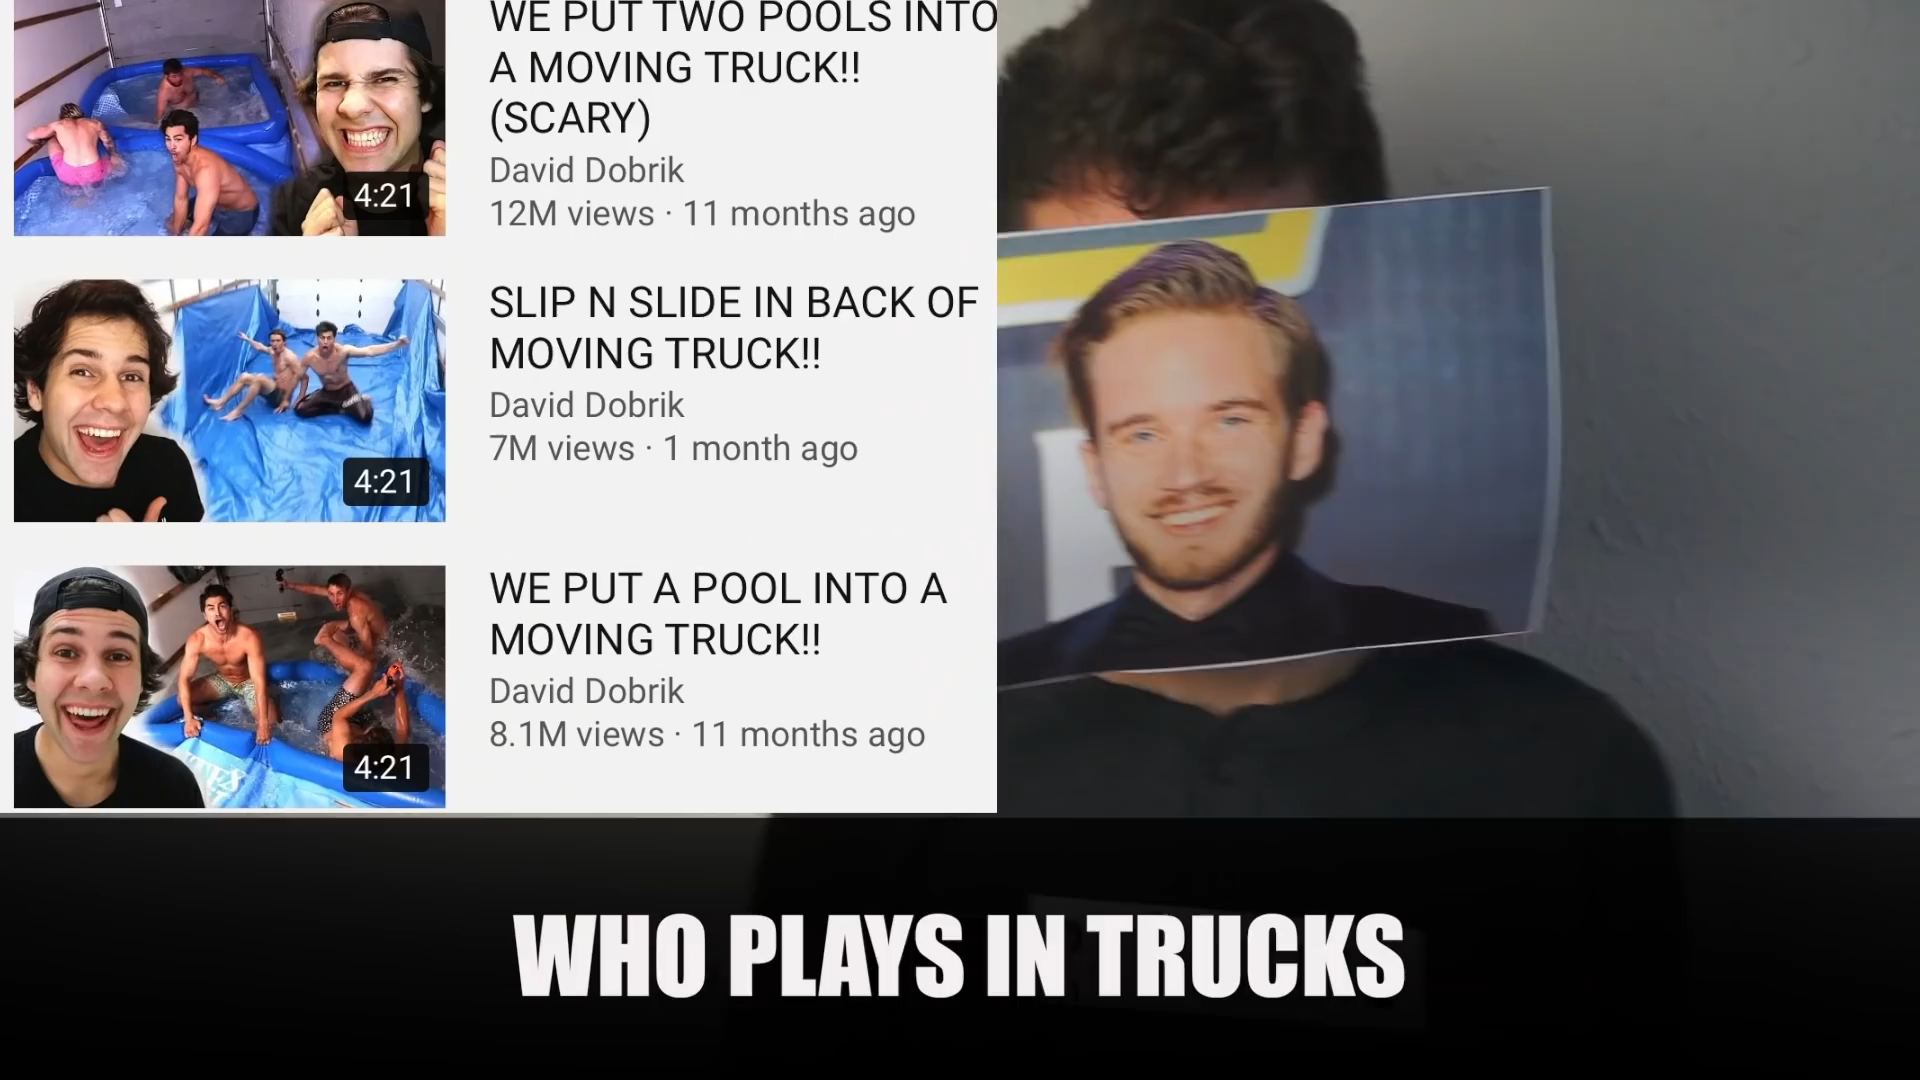 WE PUT TWO POOLS INTO
A MOVING TRUCK!!
(SCARY)
David Dobrik
12M views · 11 months ago
4:21
SLIP N SLIDE IN BACK OF
MOVING TRUCK!!
David Dobrik
7M views · 1 month ago
4:21
WE PUT A POOL INTO A
MOVING TRUCK!!
David Dobrik
8.1M views · 11 months ago
4:21
WHO PLAYS IN TRUCKS